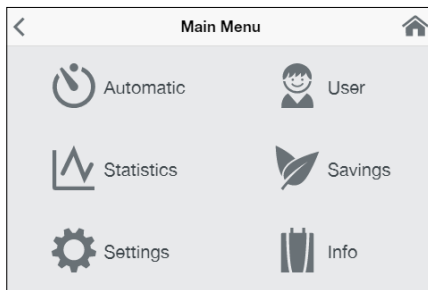 Main Menu
Automatic
User
Statistics
Savings
Settings
Info